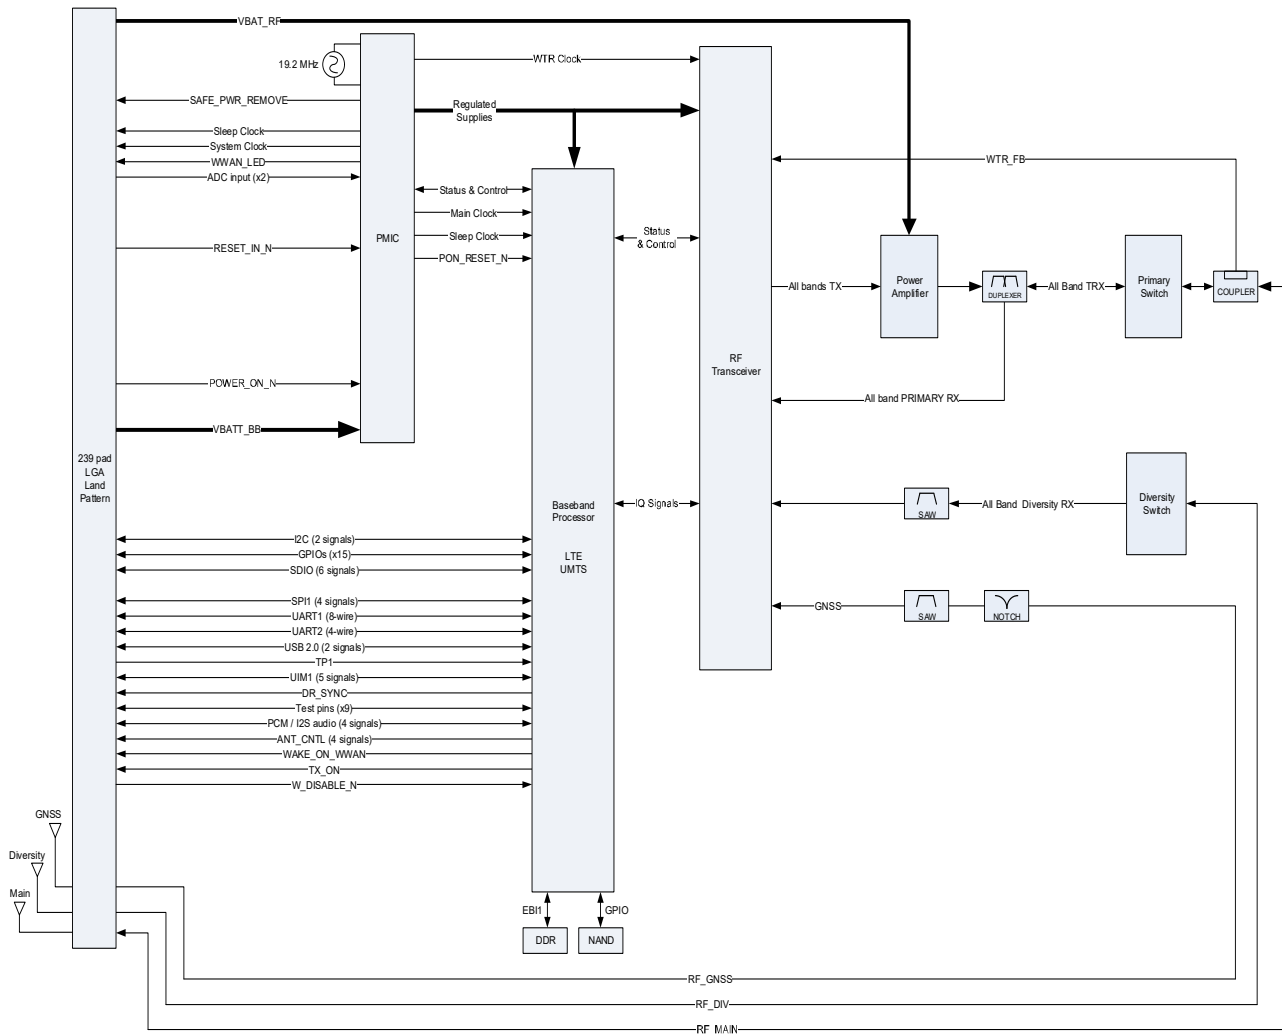 VBAT_RF
19.2 MHz
WTR Clock
SAFE_PWR_REMOVE
Regulated
Supplies
Sleep Clock
System Clock
WWAN_LED
ADC input (x2)
Status & Control
Main Clock
Sleep Clock
PON_RESET_N
PMIC
RESET_IN_N
POWER_ON_N
VBATT_BB
239 pad
LGA
Land
Pattern
Status
& Control
WTR_FB
All bands TX
Power
Amplifier
DUPLEXER
All Band TRX
Primary
Switch
COUPLER
RF
Transceiver
All band PRIMARY RX
Baseband
Processor
LTE
UMTS
IQ Signals
SAW
All Band Diversity RX
Diversity
Switch
GNSS
SAW
NOTCH
I2C (2 signals)
GPIOs (x15)
SDIO (6 signals)
SPI1 (4 signals)
UART1 (8-wire)
UART2 (4-wire)
USB 2.0 (2 signals)
TP1
UIM1 (5 signals)
DR_SYNC
Test pins (x9)
PCM / I2S audio (4 signals)
ANT_CNTL (4 signals)
WAKE_ON_WWAN
TX_ON
W_DISABLE_N
GNSS
Diversity
Main
EBI1
GPIO
DDR
NAND
RF_GNSS
RF_DIV
RF_MAIN